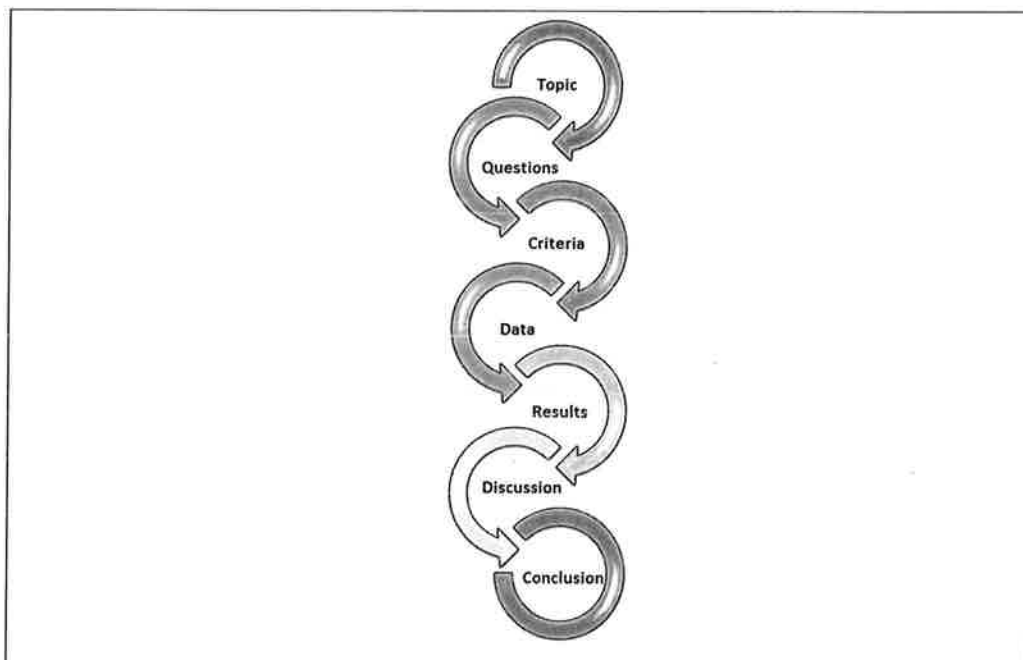 Topic
Questions
Criteria
Data
Results
Discussion
Conclusion